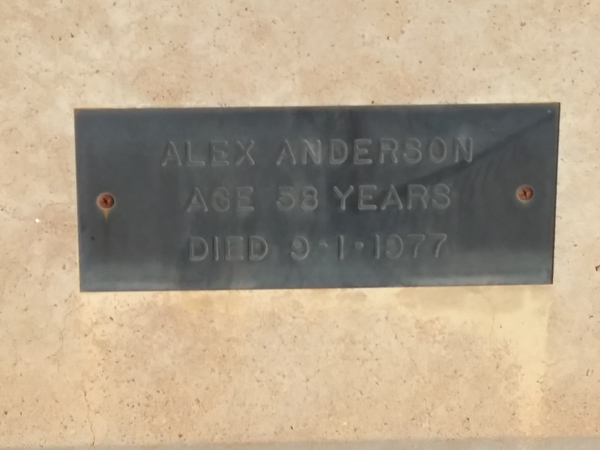 ALEX ANDERSON
AGE 58 YEARS
DIED 9·1·1977